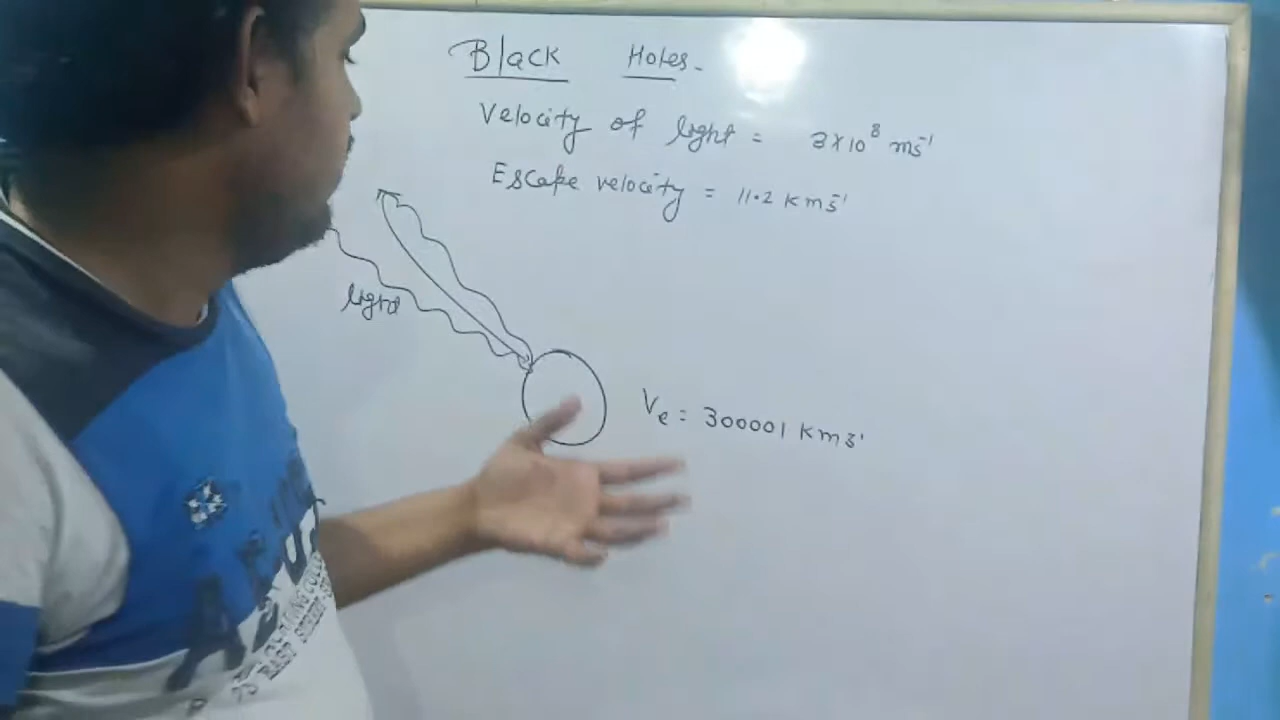 Black Holes.
Velocity of light = 3×10⁸ ms⁻¹
Escape velocity = 11.2 Kms⁻¹
light
Vₑ = 300001 Kms⁻¹